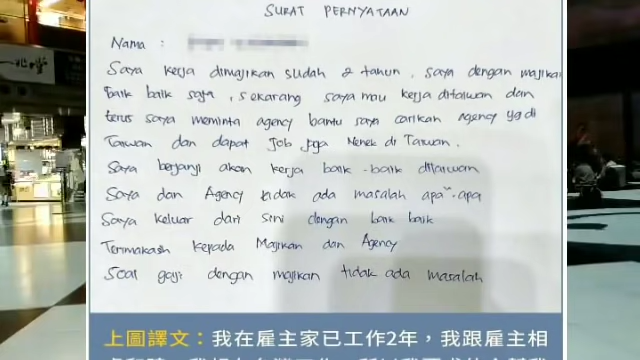 SURAT PERNYATAAN
Nama :
Saya kerja dimajikan sudah 2 tahun, saya dengan majikan
baik baik saja, sekarang saya mau kerja ditaiwan dan
terus saya meminta agency bantu saya carikan Agency yg di
Taiwan dan dapat Job Jaga Nenek di Taiwan.
Saya berjanji akan kerja baik-baik ditaiwan
Saya dan Agency tidak ada masalah apa-apa
Saya keluar dari sini dengan baik baik
Terimakasih kepada Majikan dan Agency
Soal gaji dengan majikan tidak ada masalah
上圖譯文：我在雇主家已工作2年，我跟雇主相